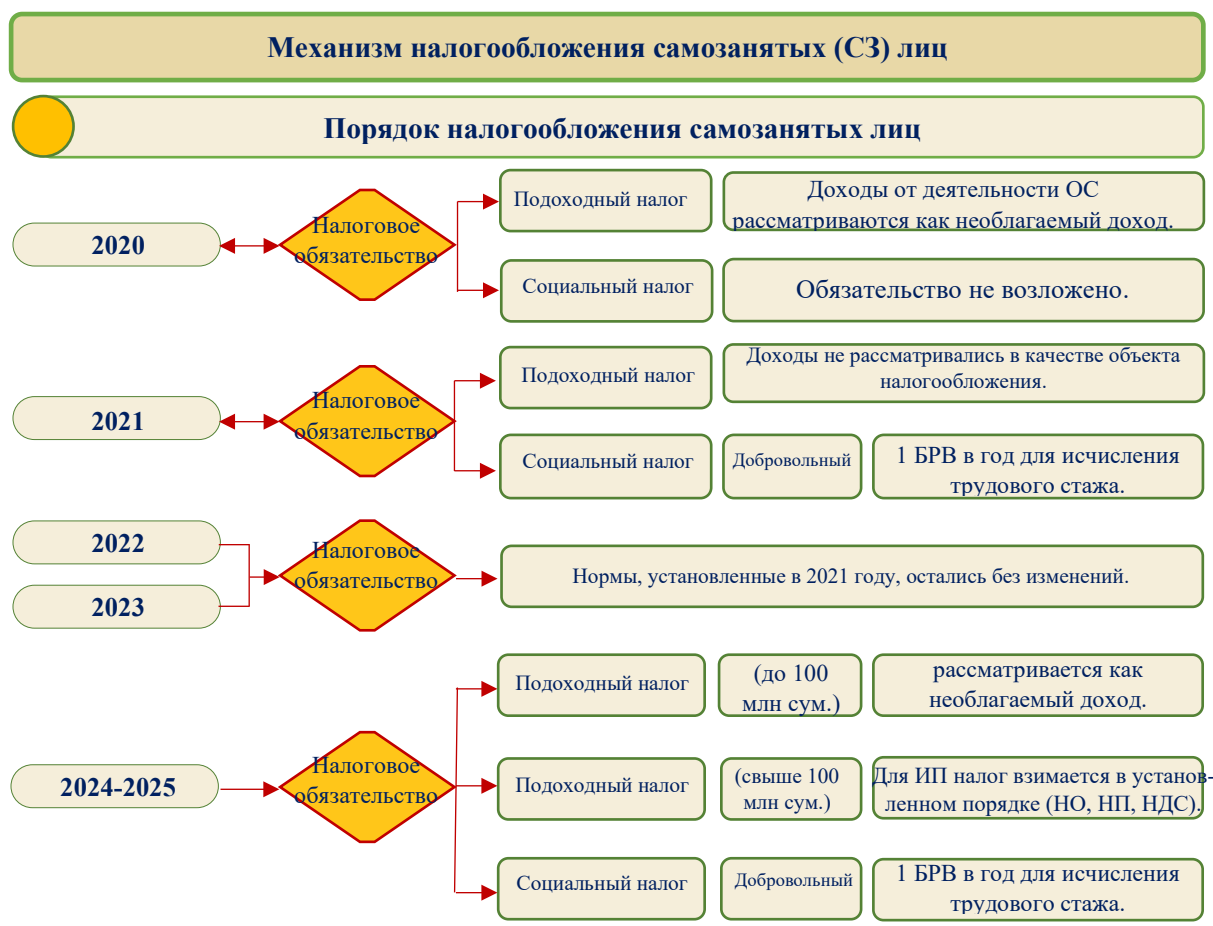 Механизм налогообложения самозанятых (СЗ) лиц
Порядок налогообложения самозанятых лиц
2020
Налоговое
обязательство
Подоходный налог
Доходы от деятельности ОС
рассматриваются как необлагаемый доход.
Социальный налог
Обязательство не возложено.
2021
Налоговое
обязательство
Подоходный налог
Доходы не рассматривались в качестве объекта
налогообложения.
Социальный налог
Добровольный
1 БРВ в год для исчисления
трудового стажа.
2022
2023
Налоговое
обязательство
Нормы, установленные в 2021 году, остались без изменений.
2024-2025
Налоговое
обязательство
Подоходный налог
(до 100
млн сум.)
рассматривается как
необлагаемый доход.
Подоходный налог
(свыше 100
млн сум.)
Для ИП налог взимается в установ-
ленном порядке (НО, НП, НДС).
Социальный налог
Добровольный
1 БРВ в год для исчисления
трудового стажа.